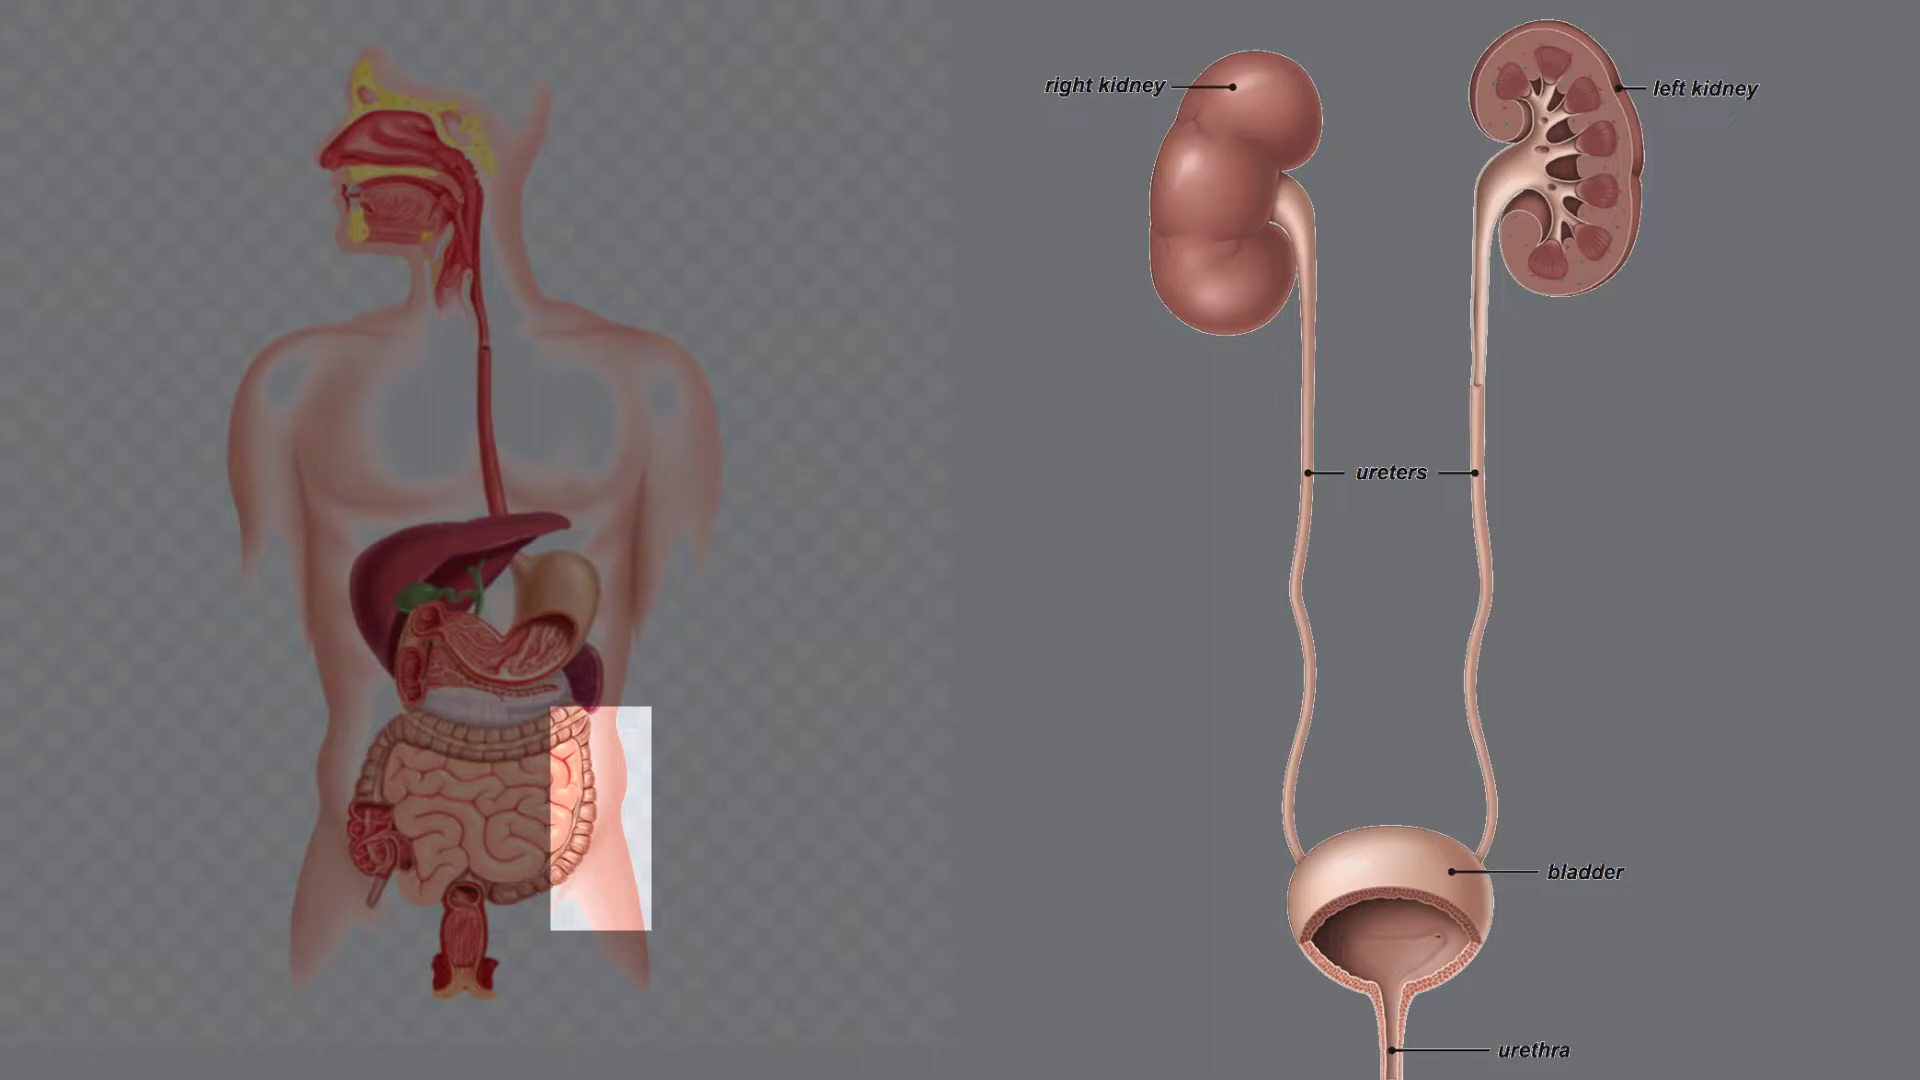 right kidney
left kidney
ureters
bladder
urethra